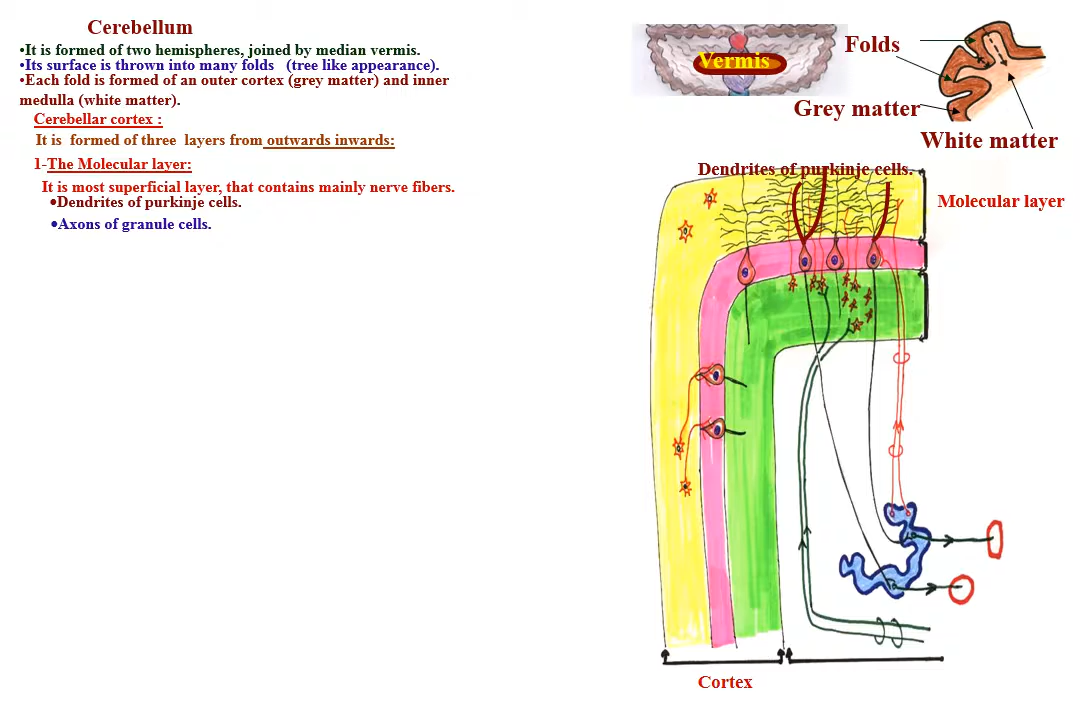 Cerebellum
•It is formed of two hemispheres, joined by median vermis.
•Its surface is thrown into many folds (tree like appearance).
•Each fold is formed of an outer cortex (grey matter) and inner
medulla (white matter).
Cerebellar cortex :
It is formed of three layers from outwards inwards:
1-The Molecular layer:
It is most superficial layer, that contains mainly nerve fibers.
•Dendrites of purkinje cells.
•Axons of granule cells.
Vermis
Folds
Grey matter
White matter
Dendrites of purkinje cells.
Molecular layer
Cortex